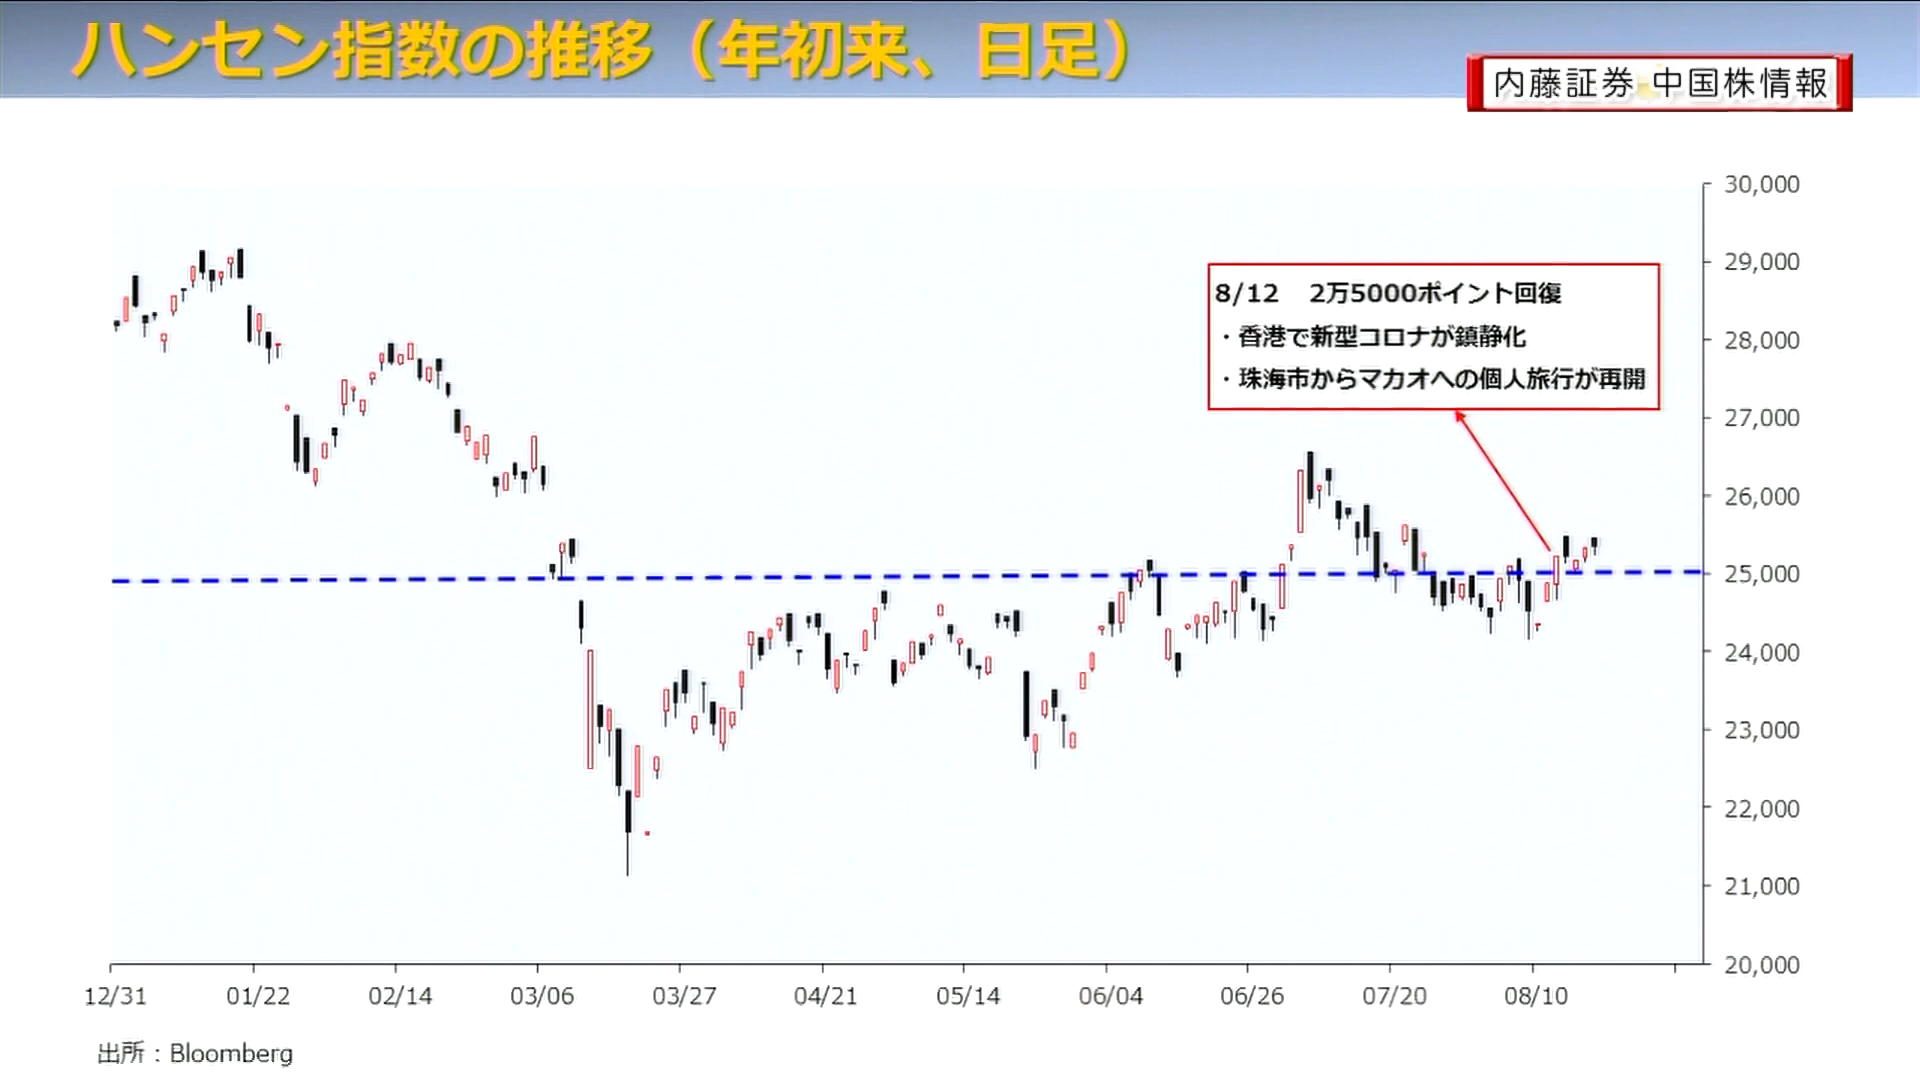 ハンセン指数の推移（年初来、日足）
内藤証券 中国株情報
30,000
29,000
28,000
27,000
26,000
25,000
24,000
23,000
22,000
21,000
20,000
8/12 2万5000ポイント回復
・香港で新型コロナが鎮静化
・珠海市からマカオへの個人旅行が再開
12/31 01/22 02/14 03/06 03/27 04/21 05/14 06/04 06/26 07/20 08/10
出所：Bloomberg